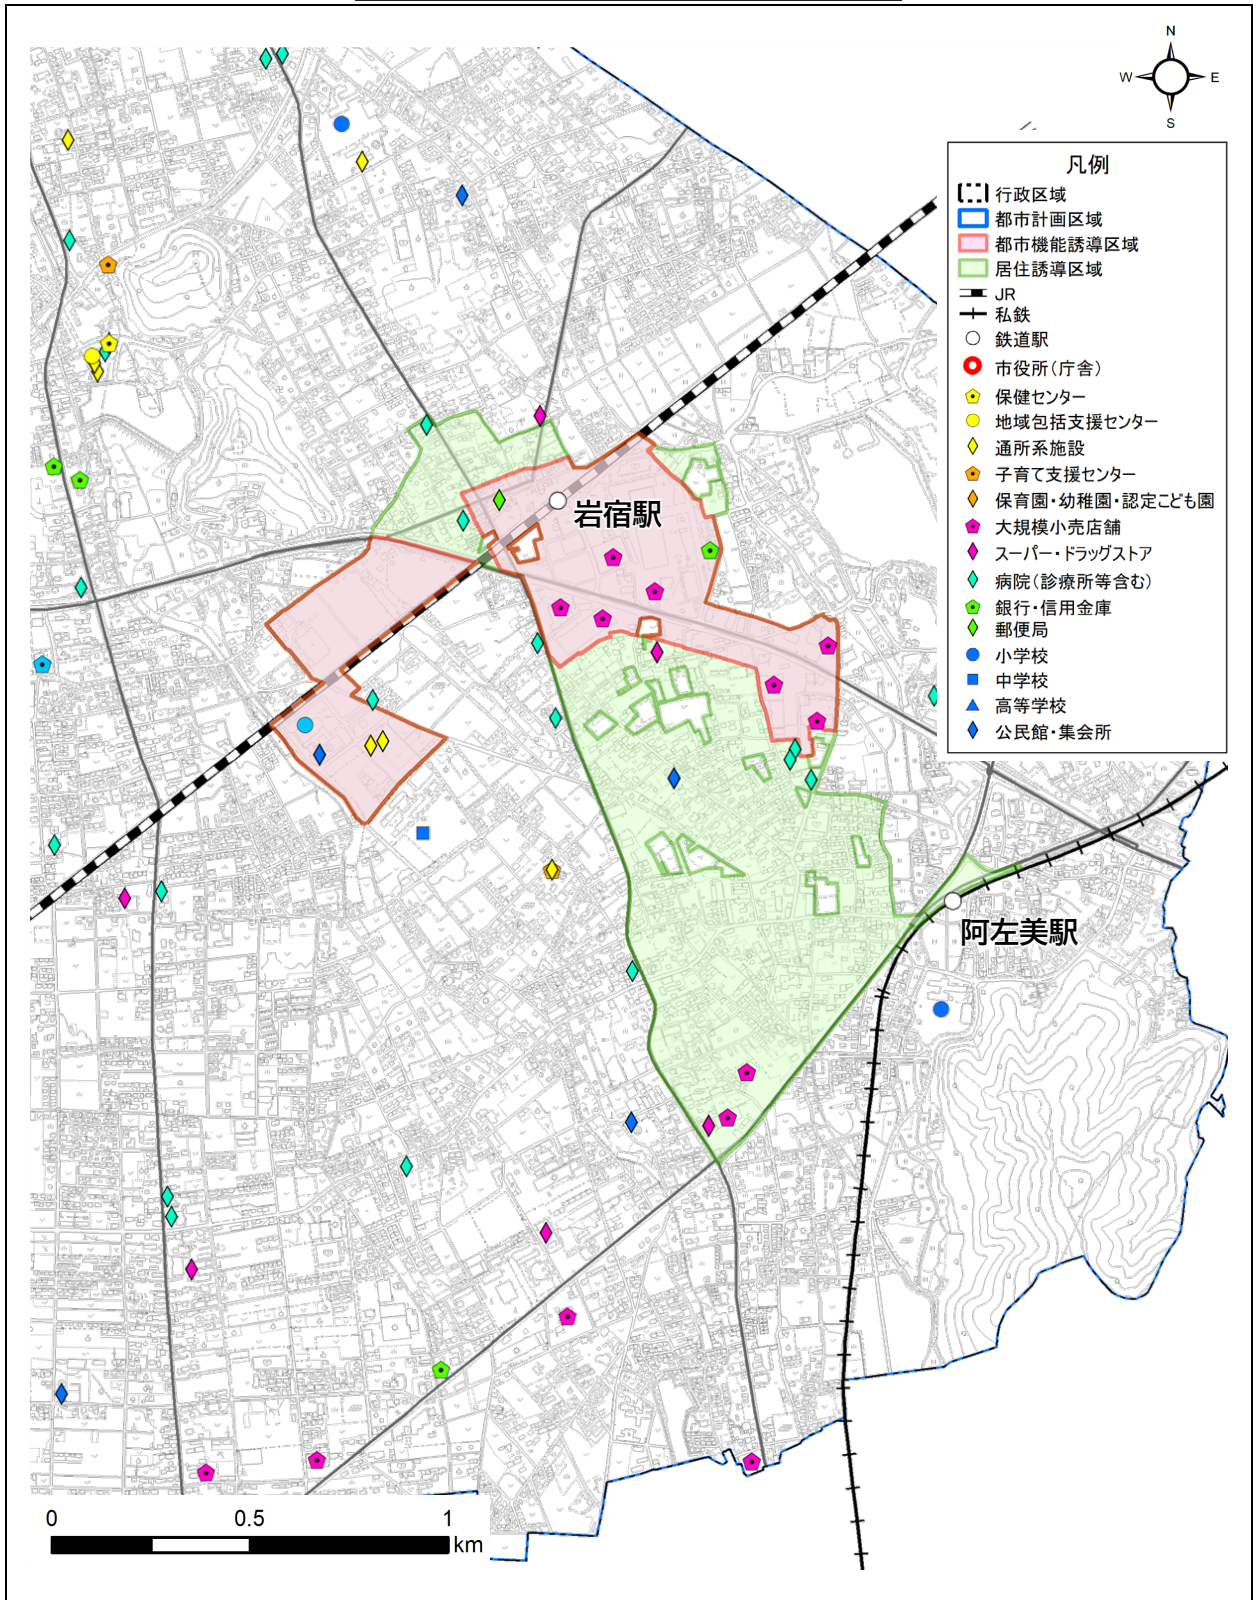 N
W
E
S
凡例
行政区域
都市計画区域
都市機能誘導区域
居住誘導区域
JR
私鉄
鉄道駅
市役所(庁舎)
保健センター
地域包括支援センター
通所系施設
子育て支援センター
保育園・幼稚園・認定こども園
大規模小売店舗
スーパー・ドラッグストア
病院(診療所等含む)
銀行・信用金庫
郵便局
小学校
中学校
高等学校
公民館・集会所
岩宿駅
阿左美駅
0 0.5 1
km